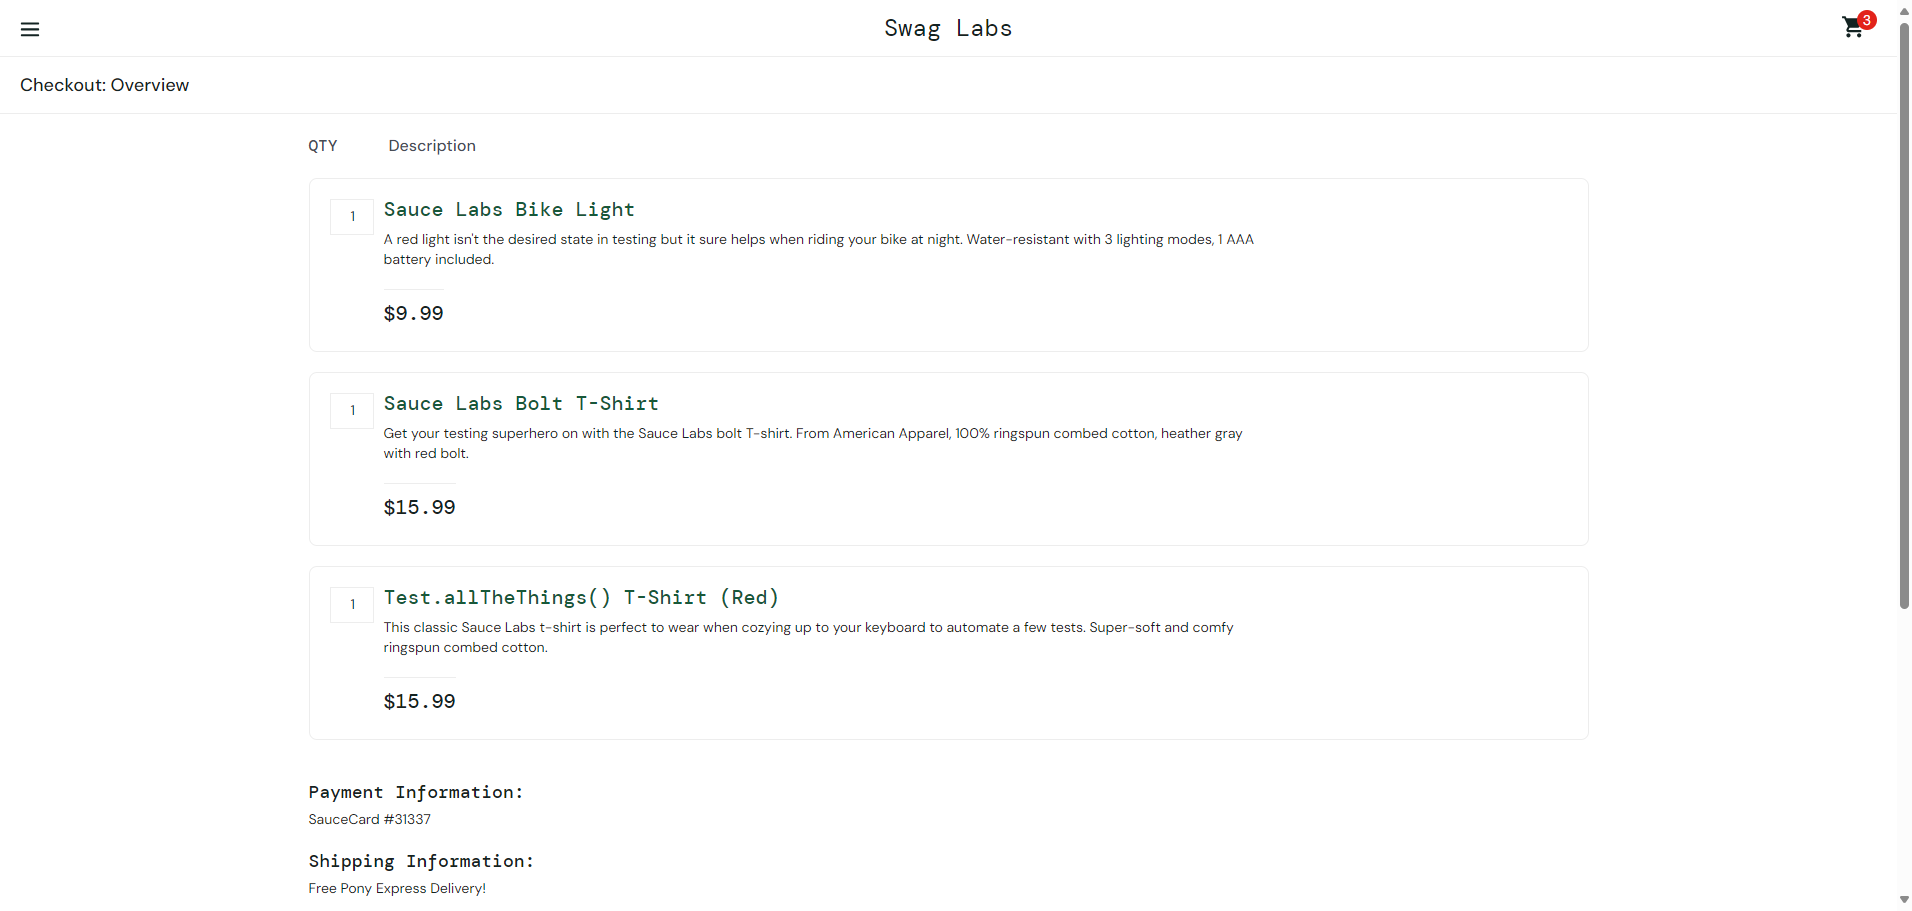 Swag Labs
3
Checkout: Overview
QTY Description
1
Sauce Labs Bike Light
A red light isn't the desired state in testing but it sure helps when riding your bike at night. Water-resistant with 3 lighting modes, 1 AAA
battery included.
$9.99
1
Sauce Labs Bolt T-Shirt
Get your testing superhero on with the Sauce Labs bolt T-shirt. From American Apparel, 100% ringspun combed cotton, heather gray
with red bolt.
$15.99
1
Test.allTheThings() T-Shirt (Red)
This classic Sauce Labs t-shirt is perfect to wear when cozying up to your keyboard to automate a few tests. Super-soft and comfy
ringspun combed cotton.
$15.99
Payment Information:
SauceCard #31337
Shipping Information:
Free Pony Express Delivery!